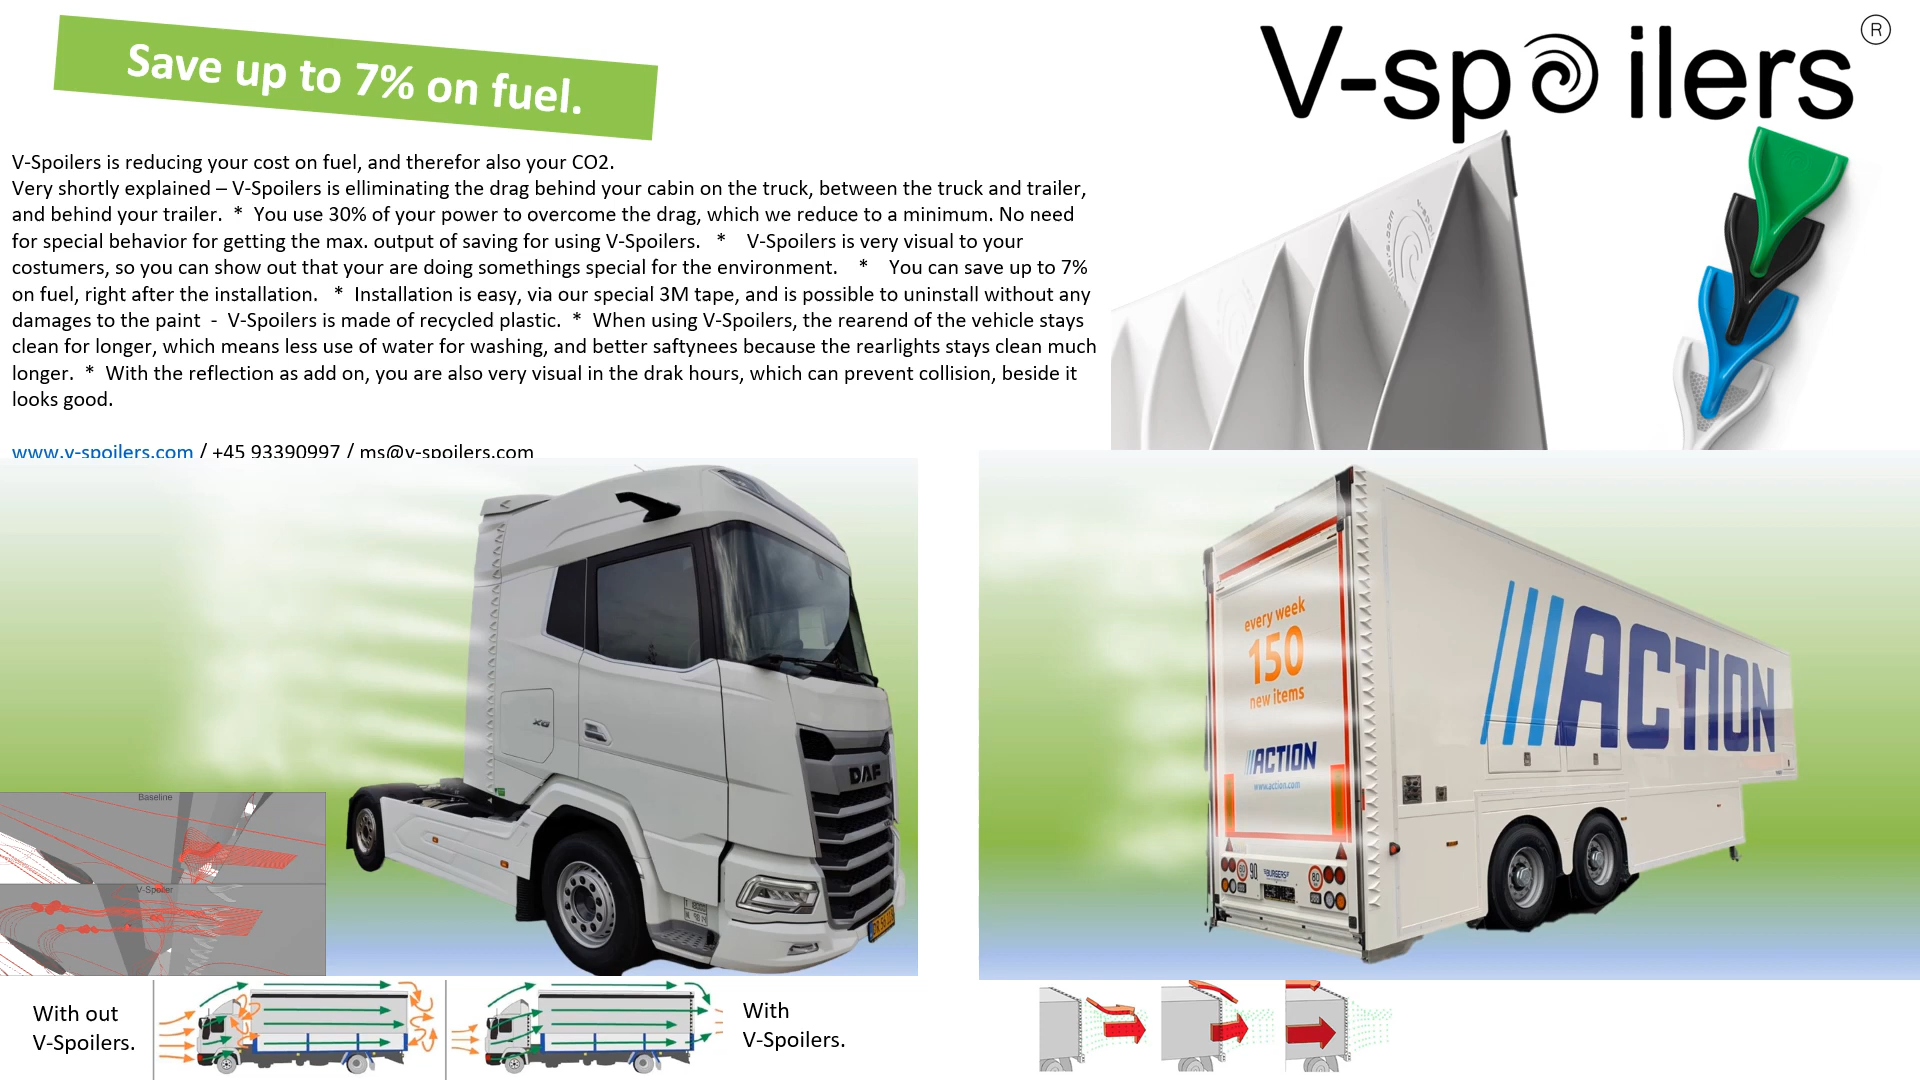 Save up to 7% on fuel.
V-spoilers
R
V-Spoilers is reducing your cost on fuel, and therefor also your CO2.
Very shortly explained – V-Spoilers is elliminating the drag behind your cabin on the truck, between the truck and trailer,
and behind your trailer. * You use 30% of your power to overcome the drag, which we reduce to a minimum. No need
for special behavior for getting the max. output of saving for using V-Spoilers. * V-Spoilers is very visual to your
costumers, so you can show out that your are doing somethings special for the environment. * You can save up to 7%
on fuel, right after the installation. * Installation is easy, via our special 3M tape, and is possible to uninstall without any
damages to the paint - V-Spoilers is made of recycled plastic. * When using V-Spoilers, the rearend of the vehicle stays
clean for longer, which means less use of water for washing, and better saftynees because the rearlights stays clean much
longer. * With the reflection as add on, you are also very visual in the drak hours, which can prevent collision, beside it
looks good.
www.v-spoilers.com / +45 93390997 / ms@v-spoilers.com
every week
150
new items
ACTION
www.action.com
ACTION
80
90
BURGERS
80
XG
DAF
Baseline
V-Spoiler
With out
V-Spoilers.
With
V-Spoilers.